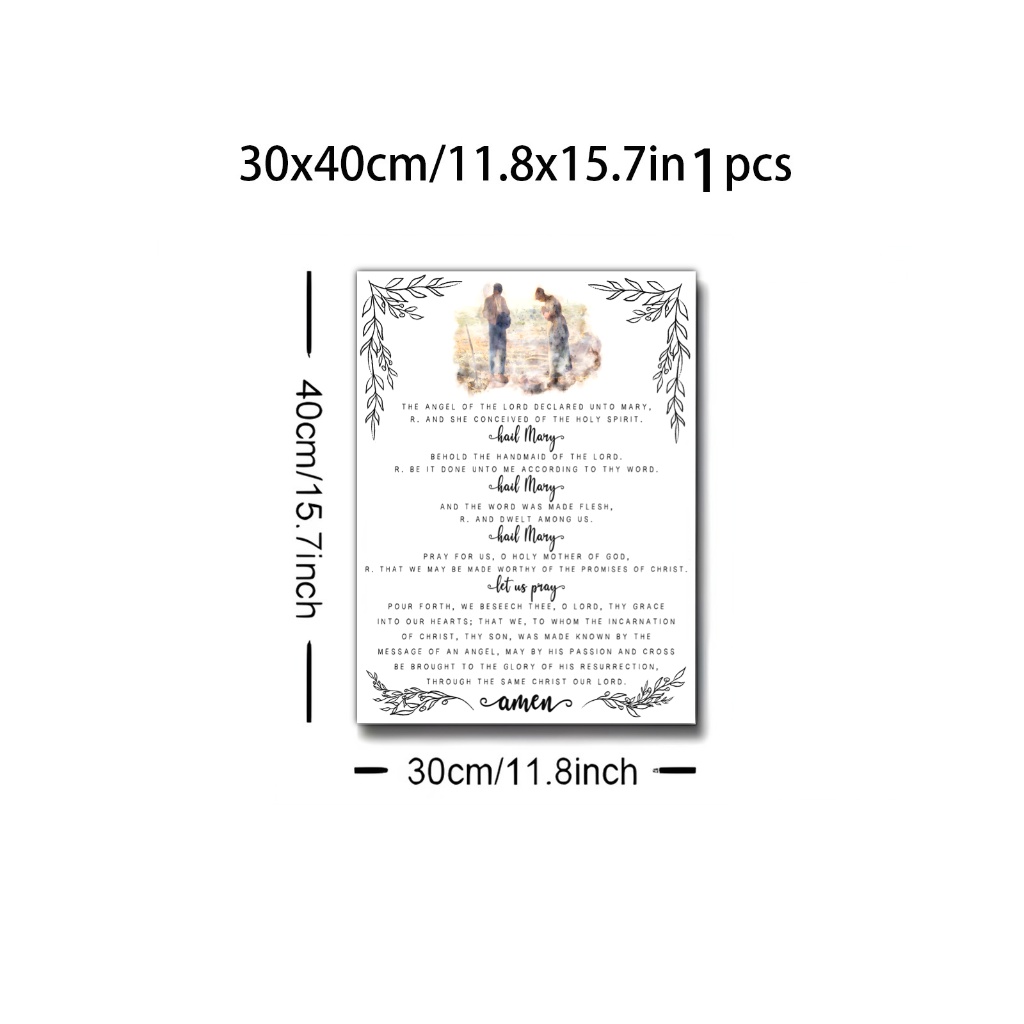 30x40cm/11.8x15.7in 1 pcs
40cm/15.7inch
THE ANGEL OF THE LORD DECLARED UNTO MARY,
R. AND SHE CONCEIVED OF THE HOLY SPIRIT.
hail Mary
BEHOLD THE HANDMAID OF THE LORD.
R. BE IT DONE UNTO ME ACCORDING TO THY WORD.
hail Mary
AND THE WORD WAS MADE FLESH,
R. AND DWELT AMONG US.
hail Mary
PRAY FOR US, O HOLY MOTHER OF GOD,
R. THAT WE MAY BE MADE WORTHY OF THE PROMISES OF CHRIST.
let us pray
POUR FORTH, WE BESEECH THEE, O LORD, THY GRACE
INTO OUR HEARTS; THAT WE, TO WHOM THE INCARNATION
OF CHRIST, THY SON, WAS MADE KNOWN BY THE
MESSAGE OF AN ANGEL, MAY BY HIS PASSION AND CROSS
BE BROUGHT TO THE GLORY OF HIS RESURRECTION,
THROUGH THE SAME CHRIST OUR LORD.
amen
30cm/11.8inch